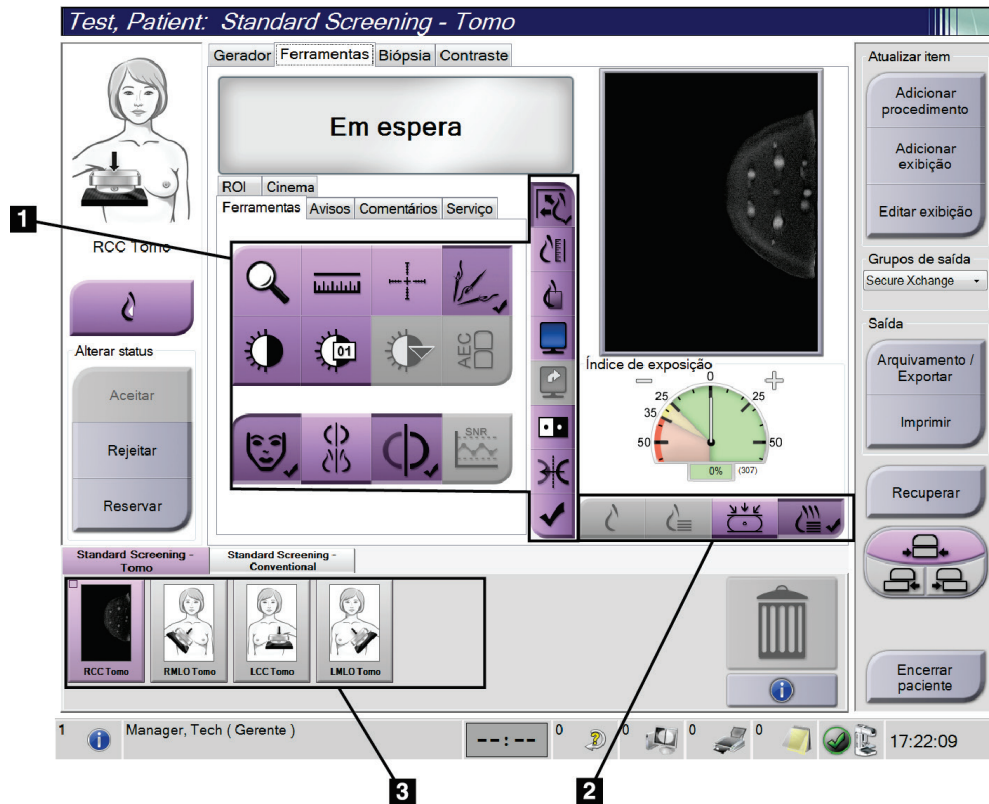 Test, Patient: Standard Screening - Tomo
Gerador Ferramentas Biópsia Contraste
Em espera
ROI Cinema
Ferramentas Avisos Comentários Serviço
1
RCC Tomo
01
AEC
SNR
Alterar status
Aceitar
Rejeitar
Reservar
Índice de exposição
0
25 25
35
50 50
0% (307)
Atualizar item
Adicionar
procedimento
Adicionar
exibição
Editar exibição
Grupos de saída
Secure Xchange
Saída
Arquivamento /
Exportar
Imprimir
Recuperar
Encerrar
paciente
Standard Screening -
Tomo
Standard Screening -
Conventional
RCC Tomo
RMLO Tomo
LCC Tomo
LMLO Tomo
1
Manager, Tech ( Gerente )
--:--
0
0
0
0
17:22:09
3
2